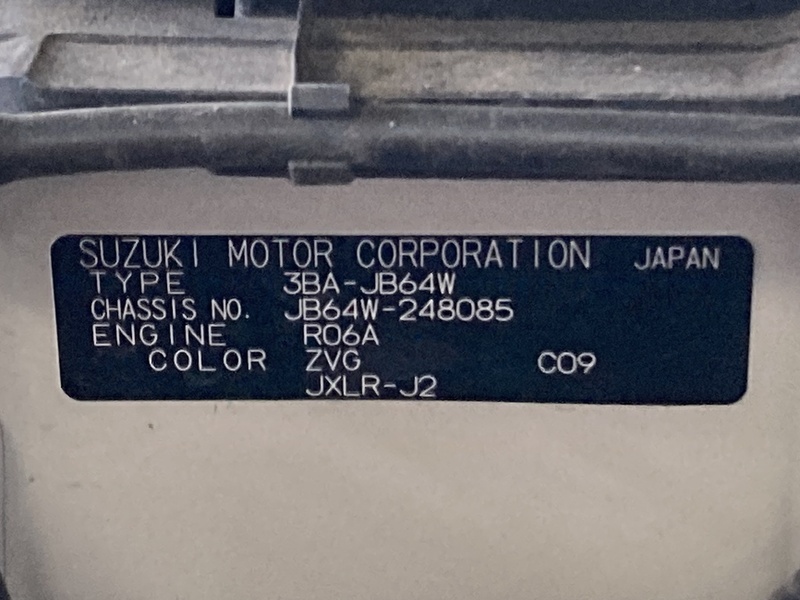 SUZUKI MOTOR CORPORATION JAPAN
TYPE 3BA-JB64W
CHASSIS NO. JB64W-248085
ENGINE R06A
COLOR ZVG C09
JXLR-J2